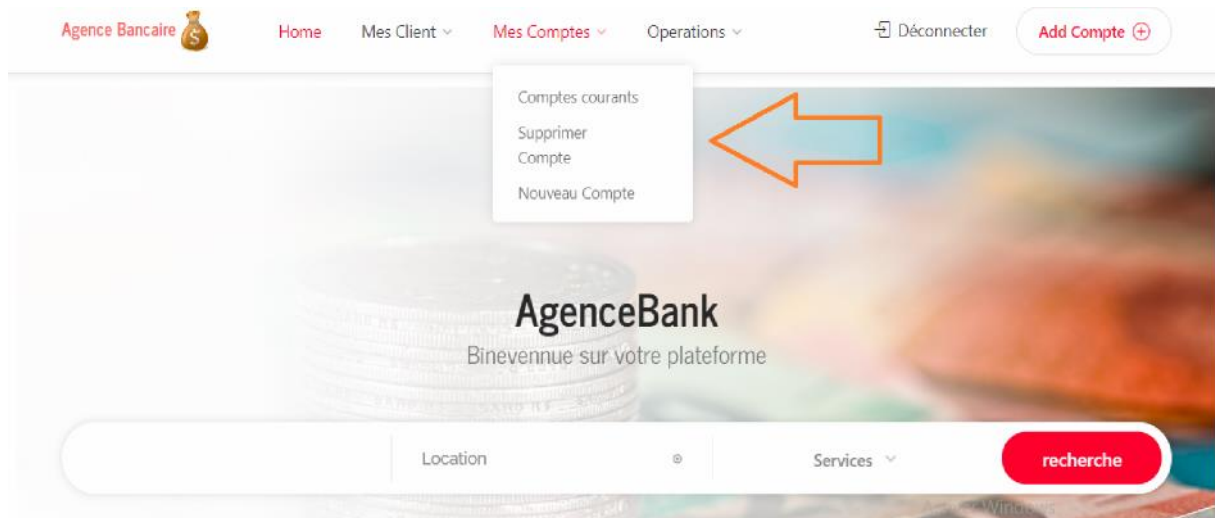 Agence Bancaire
Home
Mes Client
Mes Comptes
Operations
Déconnecter
Add Compte
Comptes courants
Supprimer
Compte
Nouveau Compte
AgenceBank
Binevennue sur votre plateforme
Location
Services
recherche